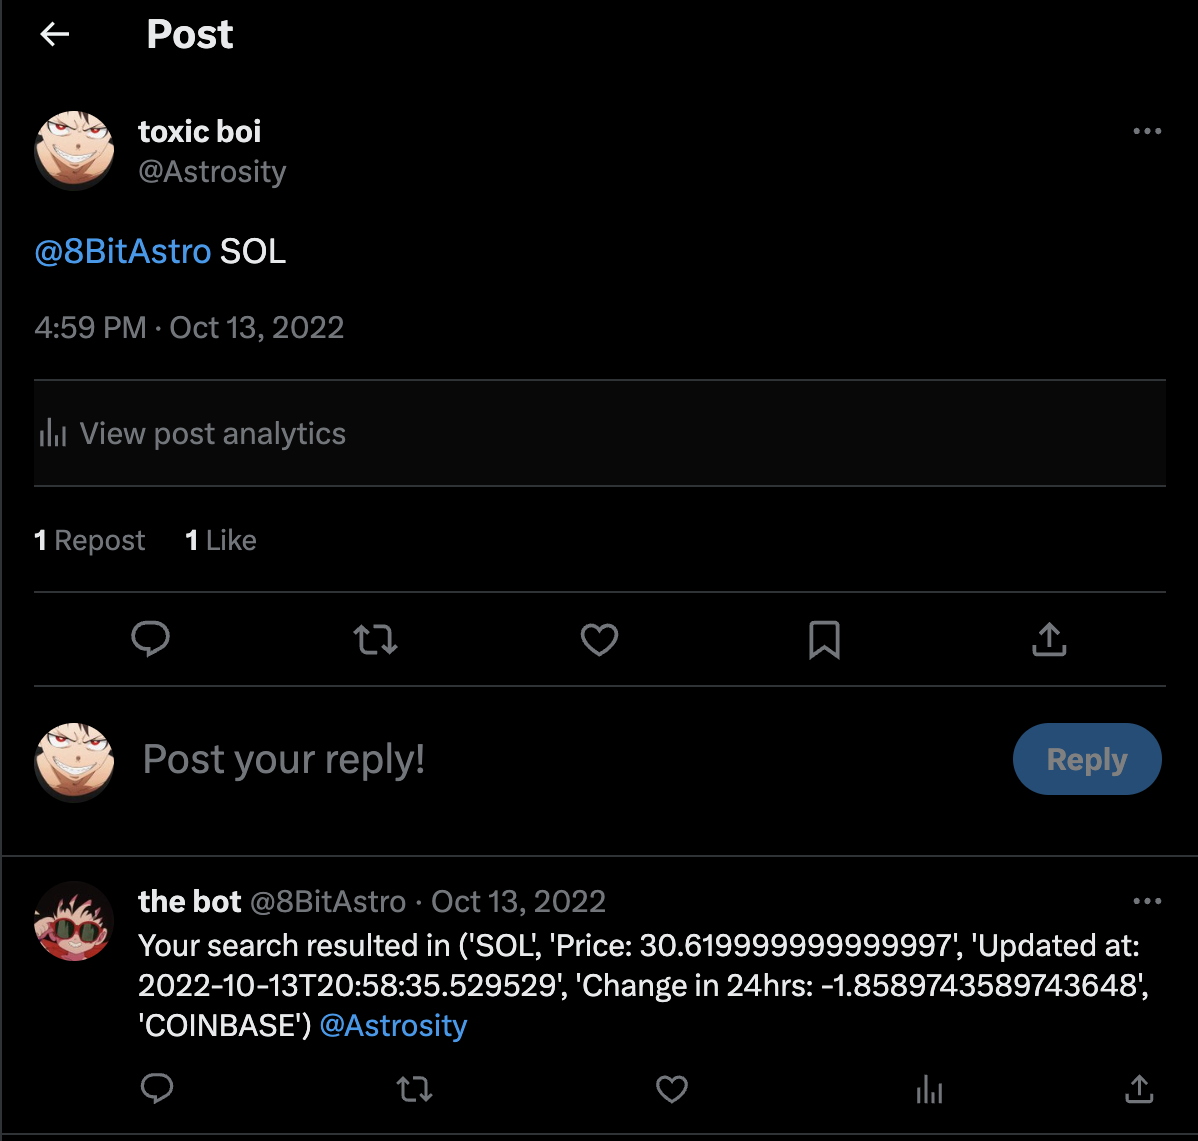 Post
toxic boi
@Astrosity
@8BitAstro SOL
4:59 PM · Oct 13, 2022
View post analytics
1 Repost 1 Like
Post your reply!
Reply
the bot @8BitAstro · Oct 13, 2022
Your search resulted in ('SOL', 'Price: 30.619999999999997', 'Updated at:
2022-10-13T20:58:35.529529', 'Change in 24hrs: -1.8589743589743648',
'COINBASE') @Astrosity